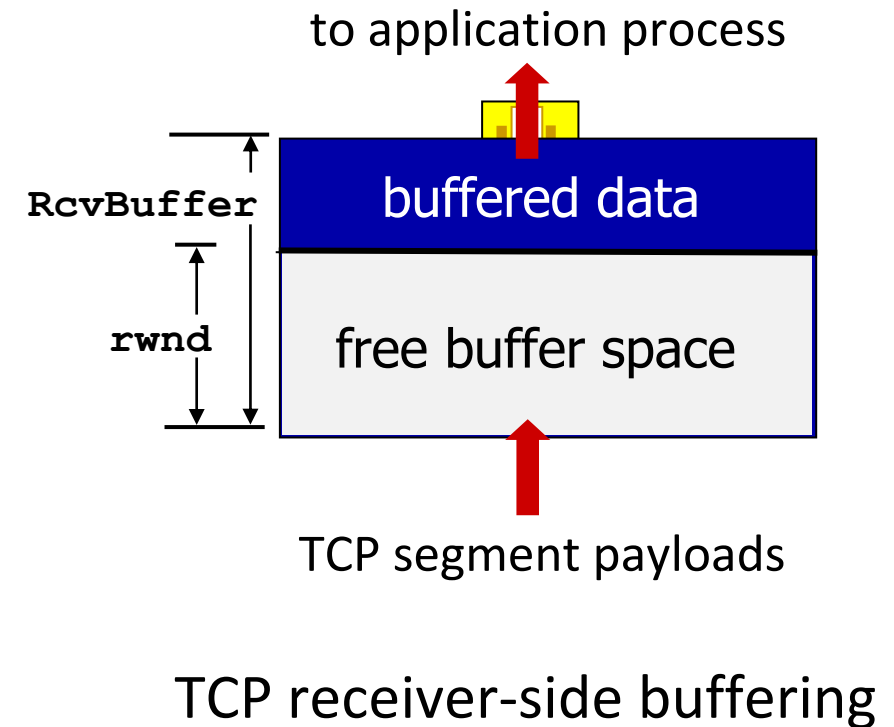 to application process
RcvBuffer
buffered data
rwnd
free buffer space
TCP segment payloads
TCP receiver-side buffering